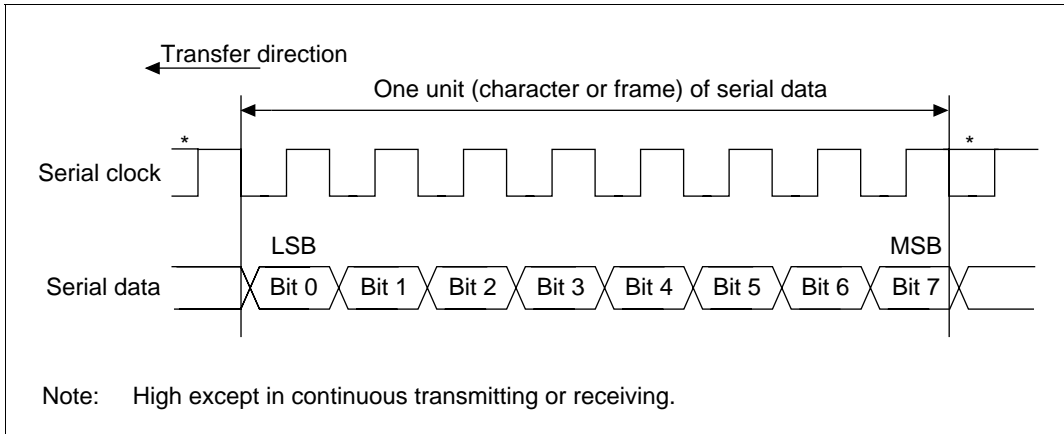 Transfer direction
One unit (character or frame) of serial data
* *
Serial clock
LSB MSB
Serial data Bit 0 Bit 1 Bit 2 Bit 3 Bit 4 Bit 5 Bit 6 Bit 7
Note: High except in continuous transmitting or receiving.